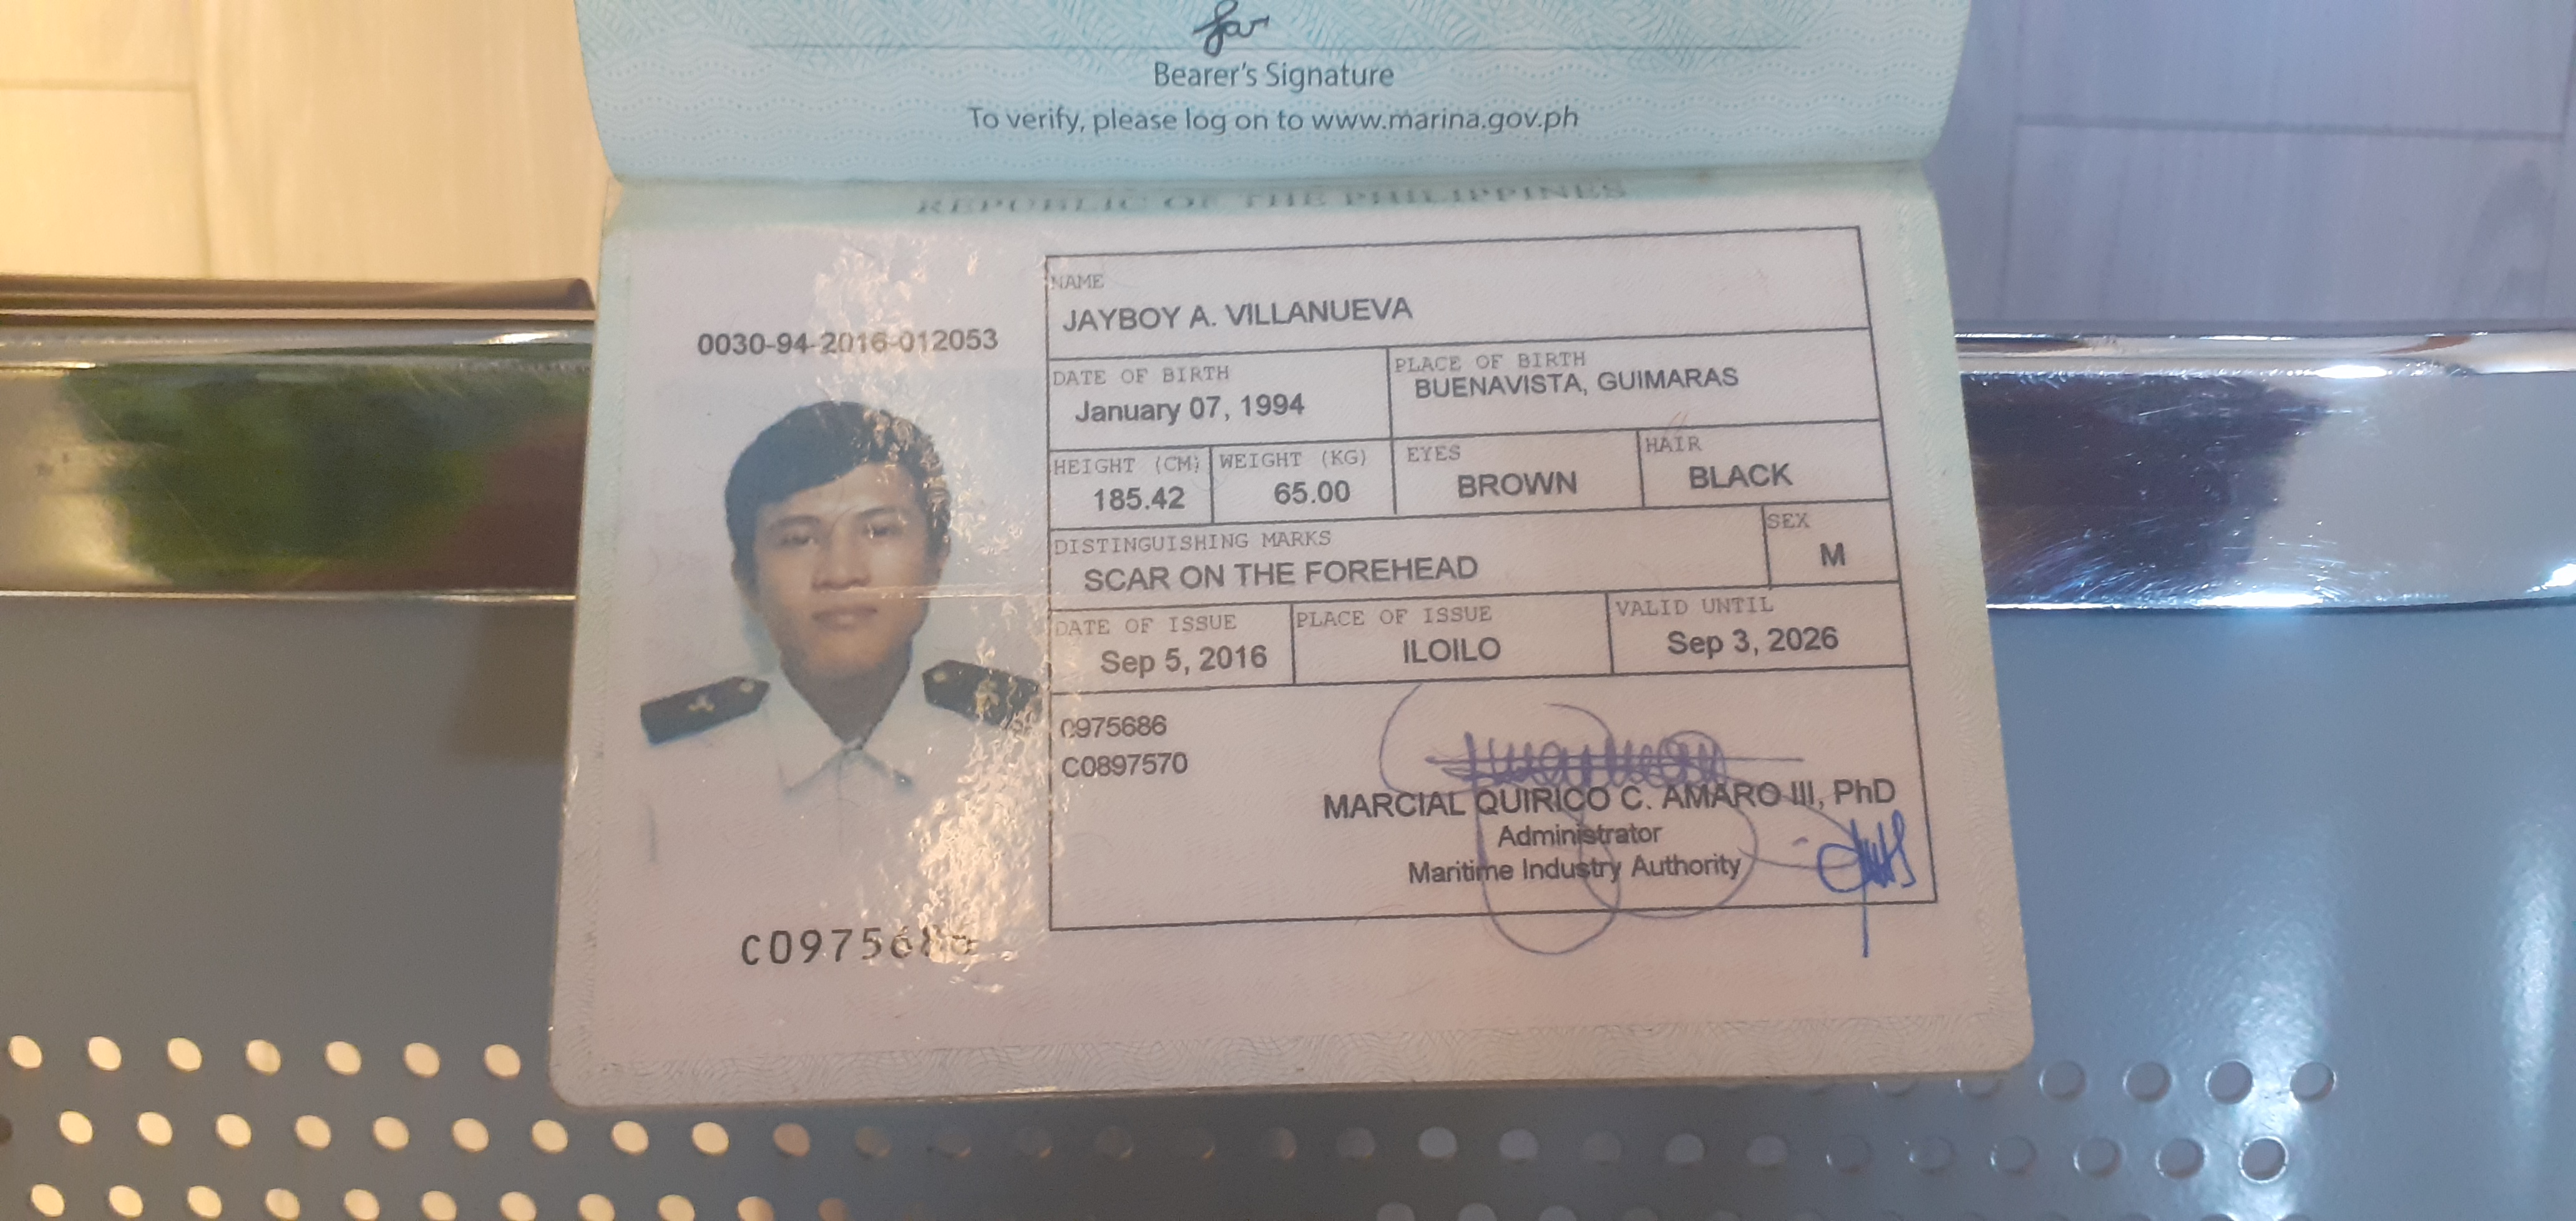 Bearer's Signature
To verify, please log on to www.marina.gov.ph
REPUBLIC OF THE PHILIPPINES
0030-94-2016-012053
NAME
JAYBOY A. VILLANUEVA
DATE OF BIRTH PLACE OF BIRTH
January 07, 1994 BUENAVISTA, GUIMARAS
HEIGHT (CM) WEIGHT (KG) EYES HAIR
185.42 65.00 BROWN BLACK
DISTINGUISHING MARKS SEX
SCAR ON THE FOREHEAD M
DATE OF ISSUE PLACE OF ISSUE VALID UNTIL
Sep 5, 2016 ILOILO Sep 3, 2026
C975686
C0897570
MARCIAL QUIRICO C. AMARO III, PhD
Administrator
Maritime Industry Authority